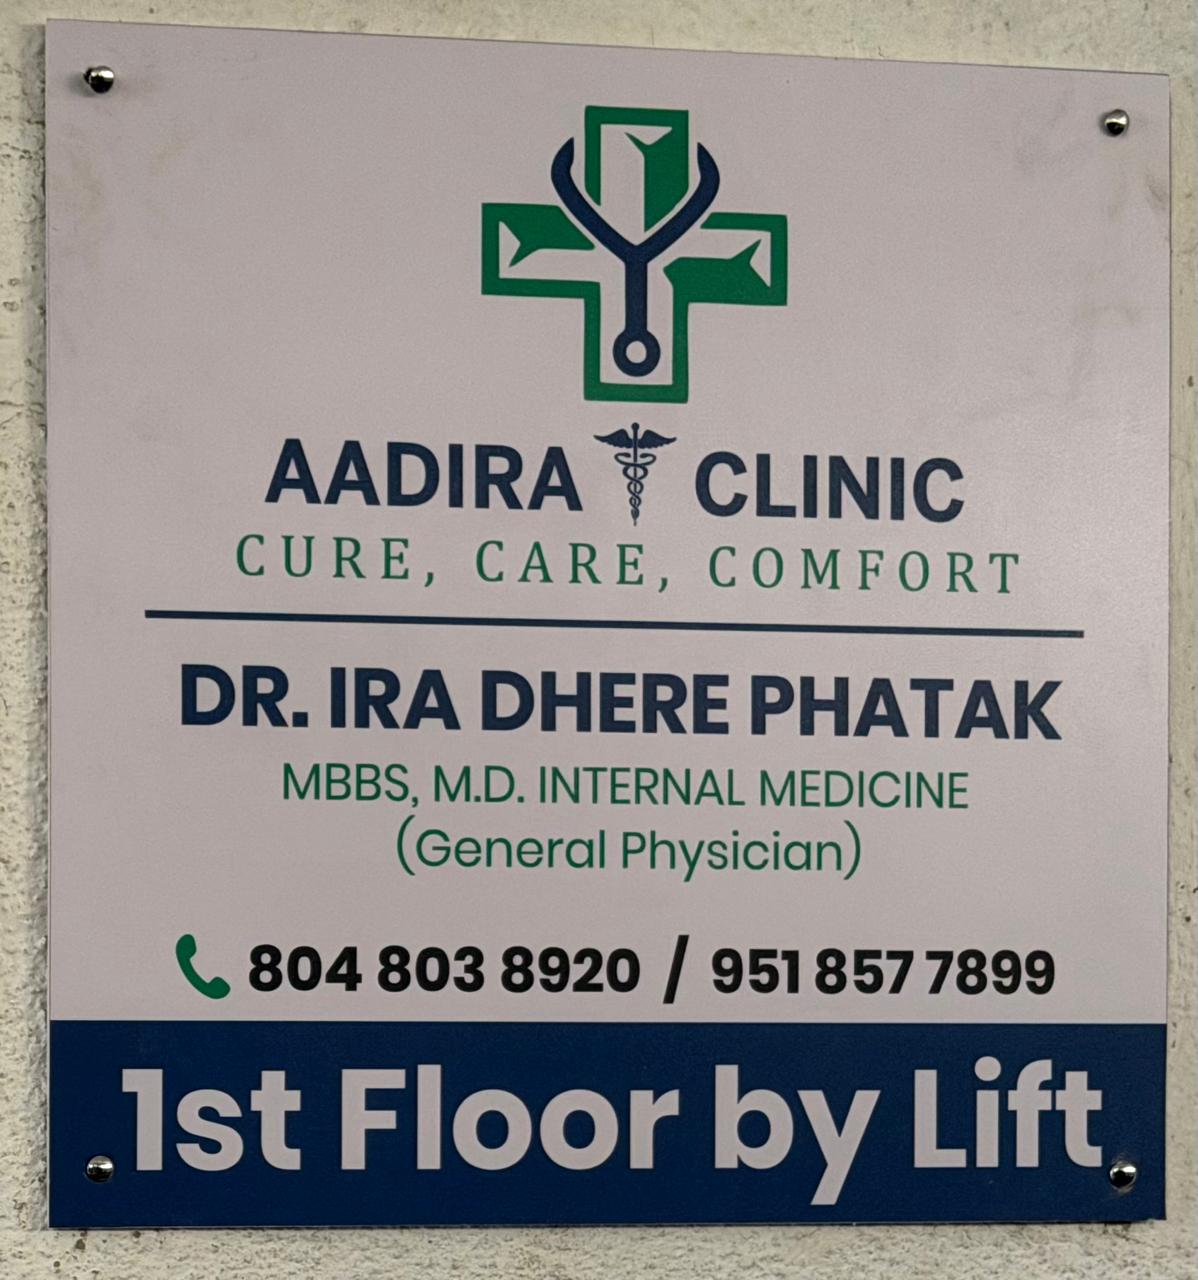 AADIRA CLINIC
CURE, CARE, COMFORT
DR. IRA DHERE PHATAK
MBBS, M.D. INTERNAL MEDICINE
(General Physician)
804 803 8920 / 951 857 7899
1st Floor by Lift